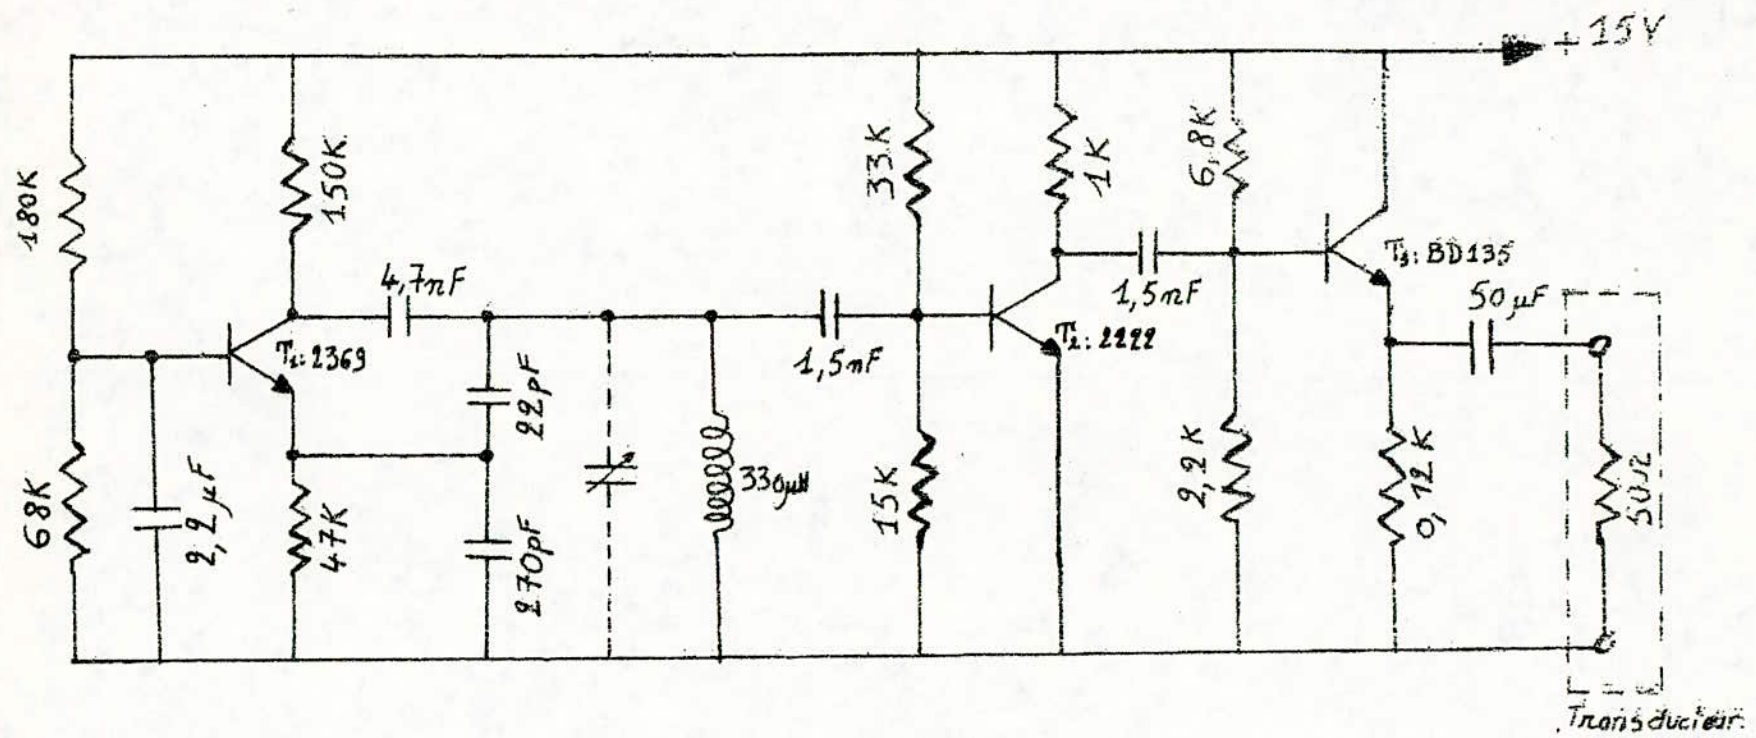 + 15V
180K
150K
33K
1K
6,8K
4,7nF
T₁: 2369
1,5nF
T₂: 2222
1,5nF
T₃: BD135
50µF
68K
2,2µF
47K
22pF
270pF
330µH
15K
2,2K
0,12K
50Ω
Transducteur